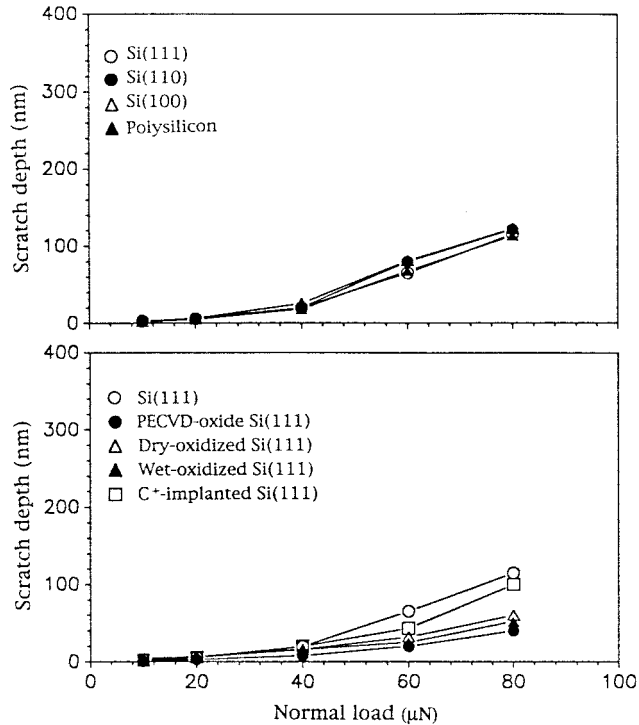 400
300
200
100
0
Scratch depth (nm)
Si(111)
Si(110)
Si(100)
Polysilicon
400
300
200
100
0
Scratch depth (nm)
Si(111)
PECVD-oxide Si(111)
Dry-oxidized Si(111)
Wet-oxidized Si(111)
C+-implanted Si(111)
0 20 40 60 80 100
Normal load (μN)